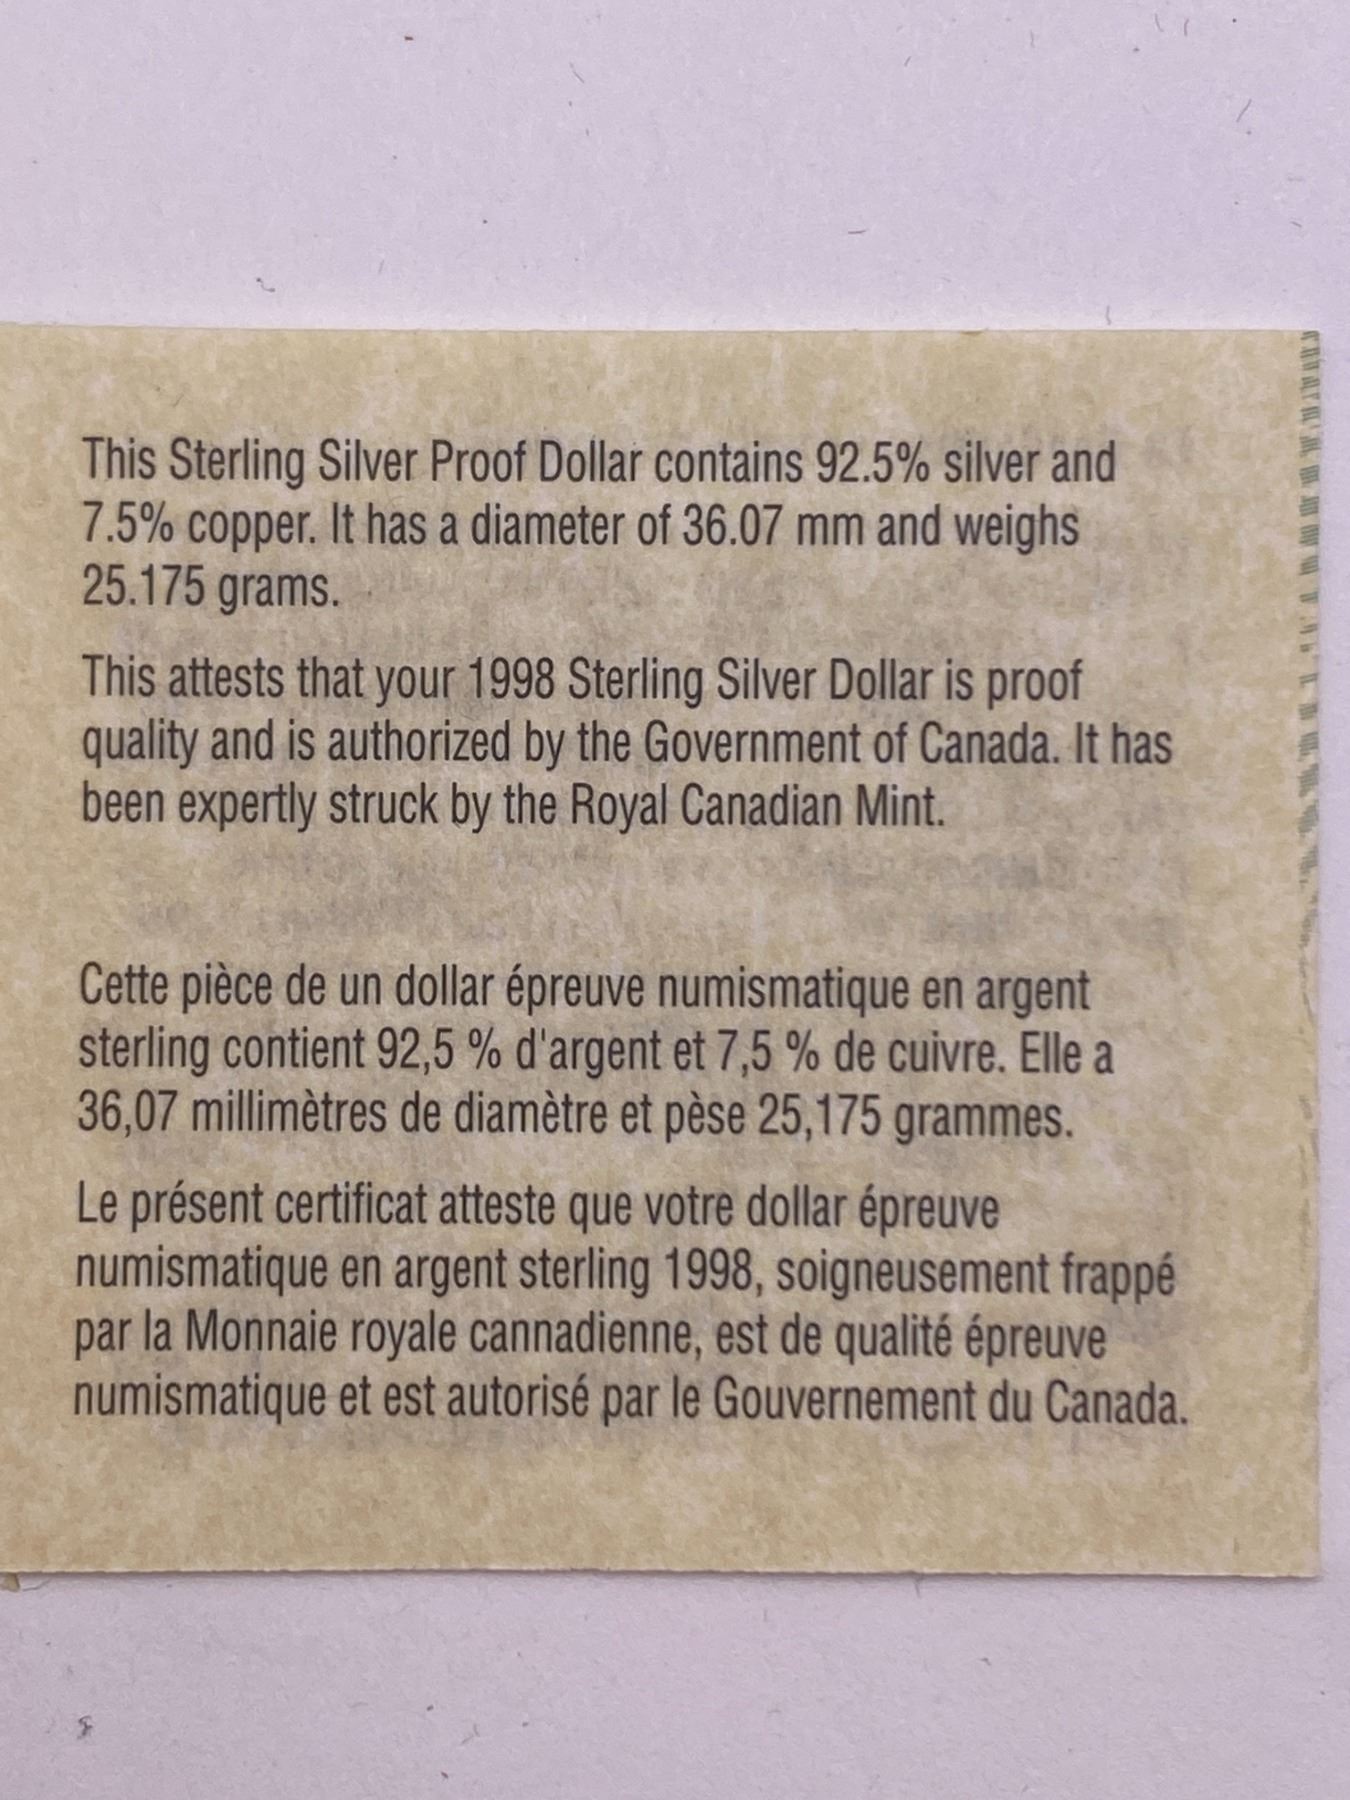 This Sterling Silver Proof Dollar contains 92.5% silver and
7.5% copper. It has a diameter of 36.07 mm and weighs
25.175 grams.
This attests that your 1998 Sterling Silver Dollar is proof
quality and is authorized by the Government of Canada. It has
been expertly struck by the Royal Canadian Mint.
Cette pièce de un dollar épreuve numismatique en argent
sterling contient 92,5 % d'argent et 7,5 % de cuivre. Elle a
36,07 millimètres de diamètre et pèse 25,175 grammes.
Le présent certificat atteste que votre dollar épreuve
numismatique en argent sterling 1998, soigneusement frappé
par la Monnaie royale cannadienne, est de qualité épreuve
numismatique et est autorisé par le Gouvernement du Canada.